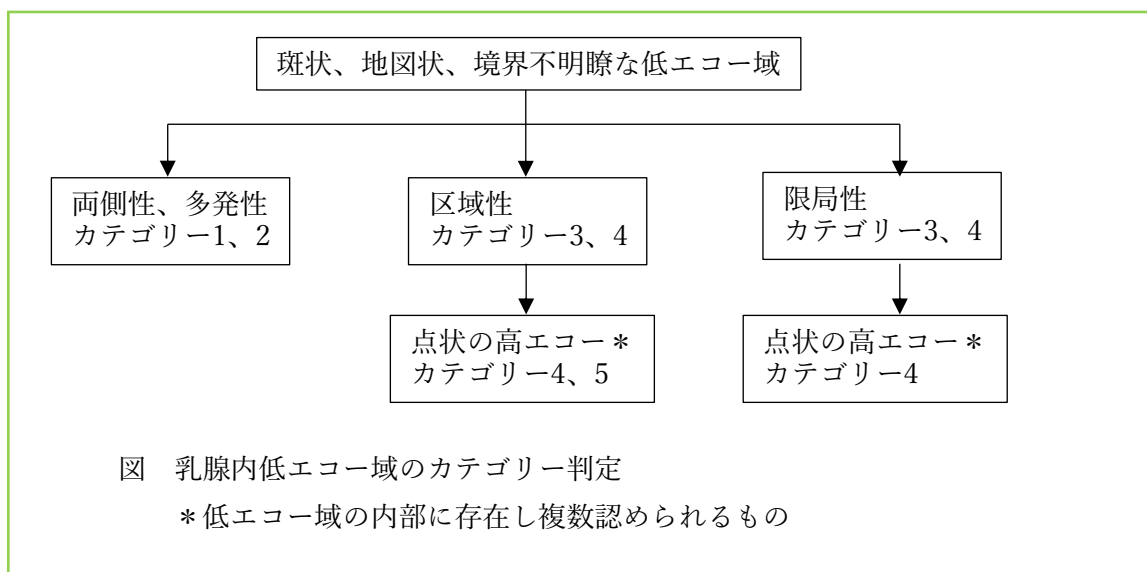 斑状、地図状、境界不明瞭な低エコー域
両側性、多発性
カテゴリー1、2
区域性
カテゴリー3、4
限局性
カテゴリー3、4
点状の高エコー＊
カテゴリー4、5
点状の高エコー＊
カテゴリー4
図　乳腺内低エコー域のカテゴリー判定
＊低エコー域の内部に存在し複数認められるもの